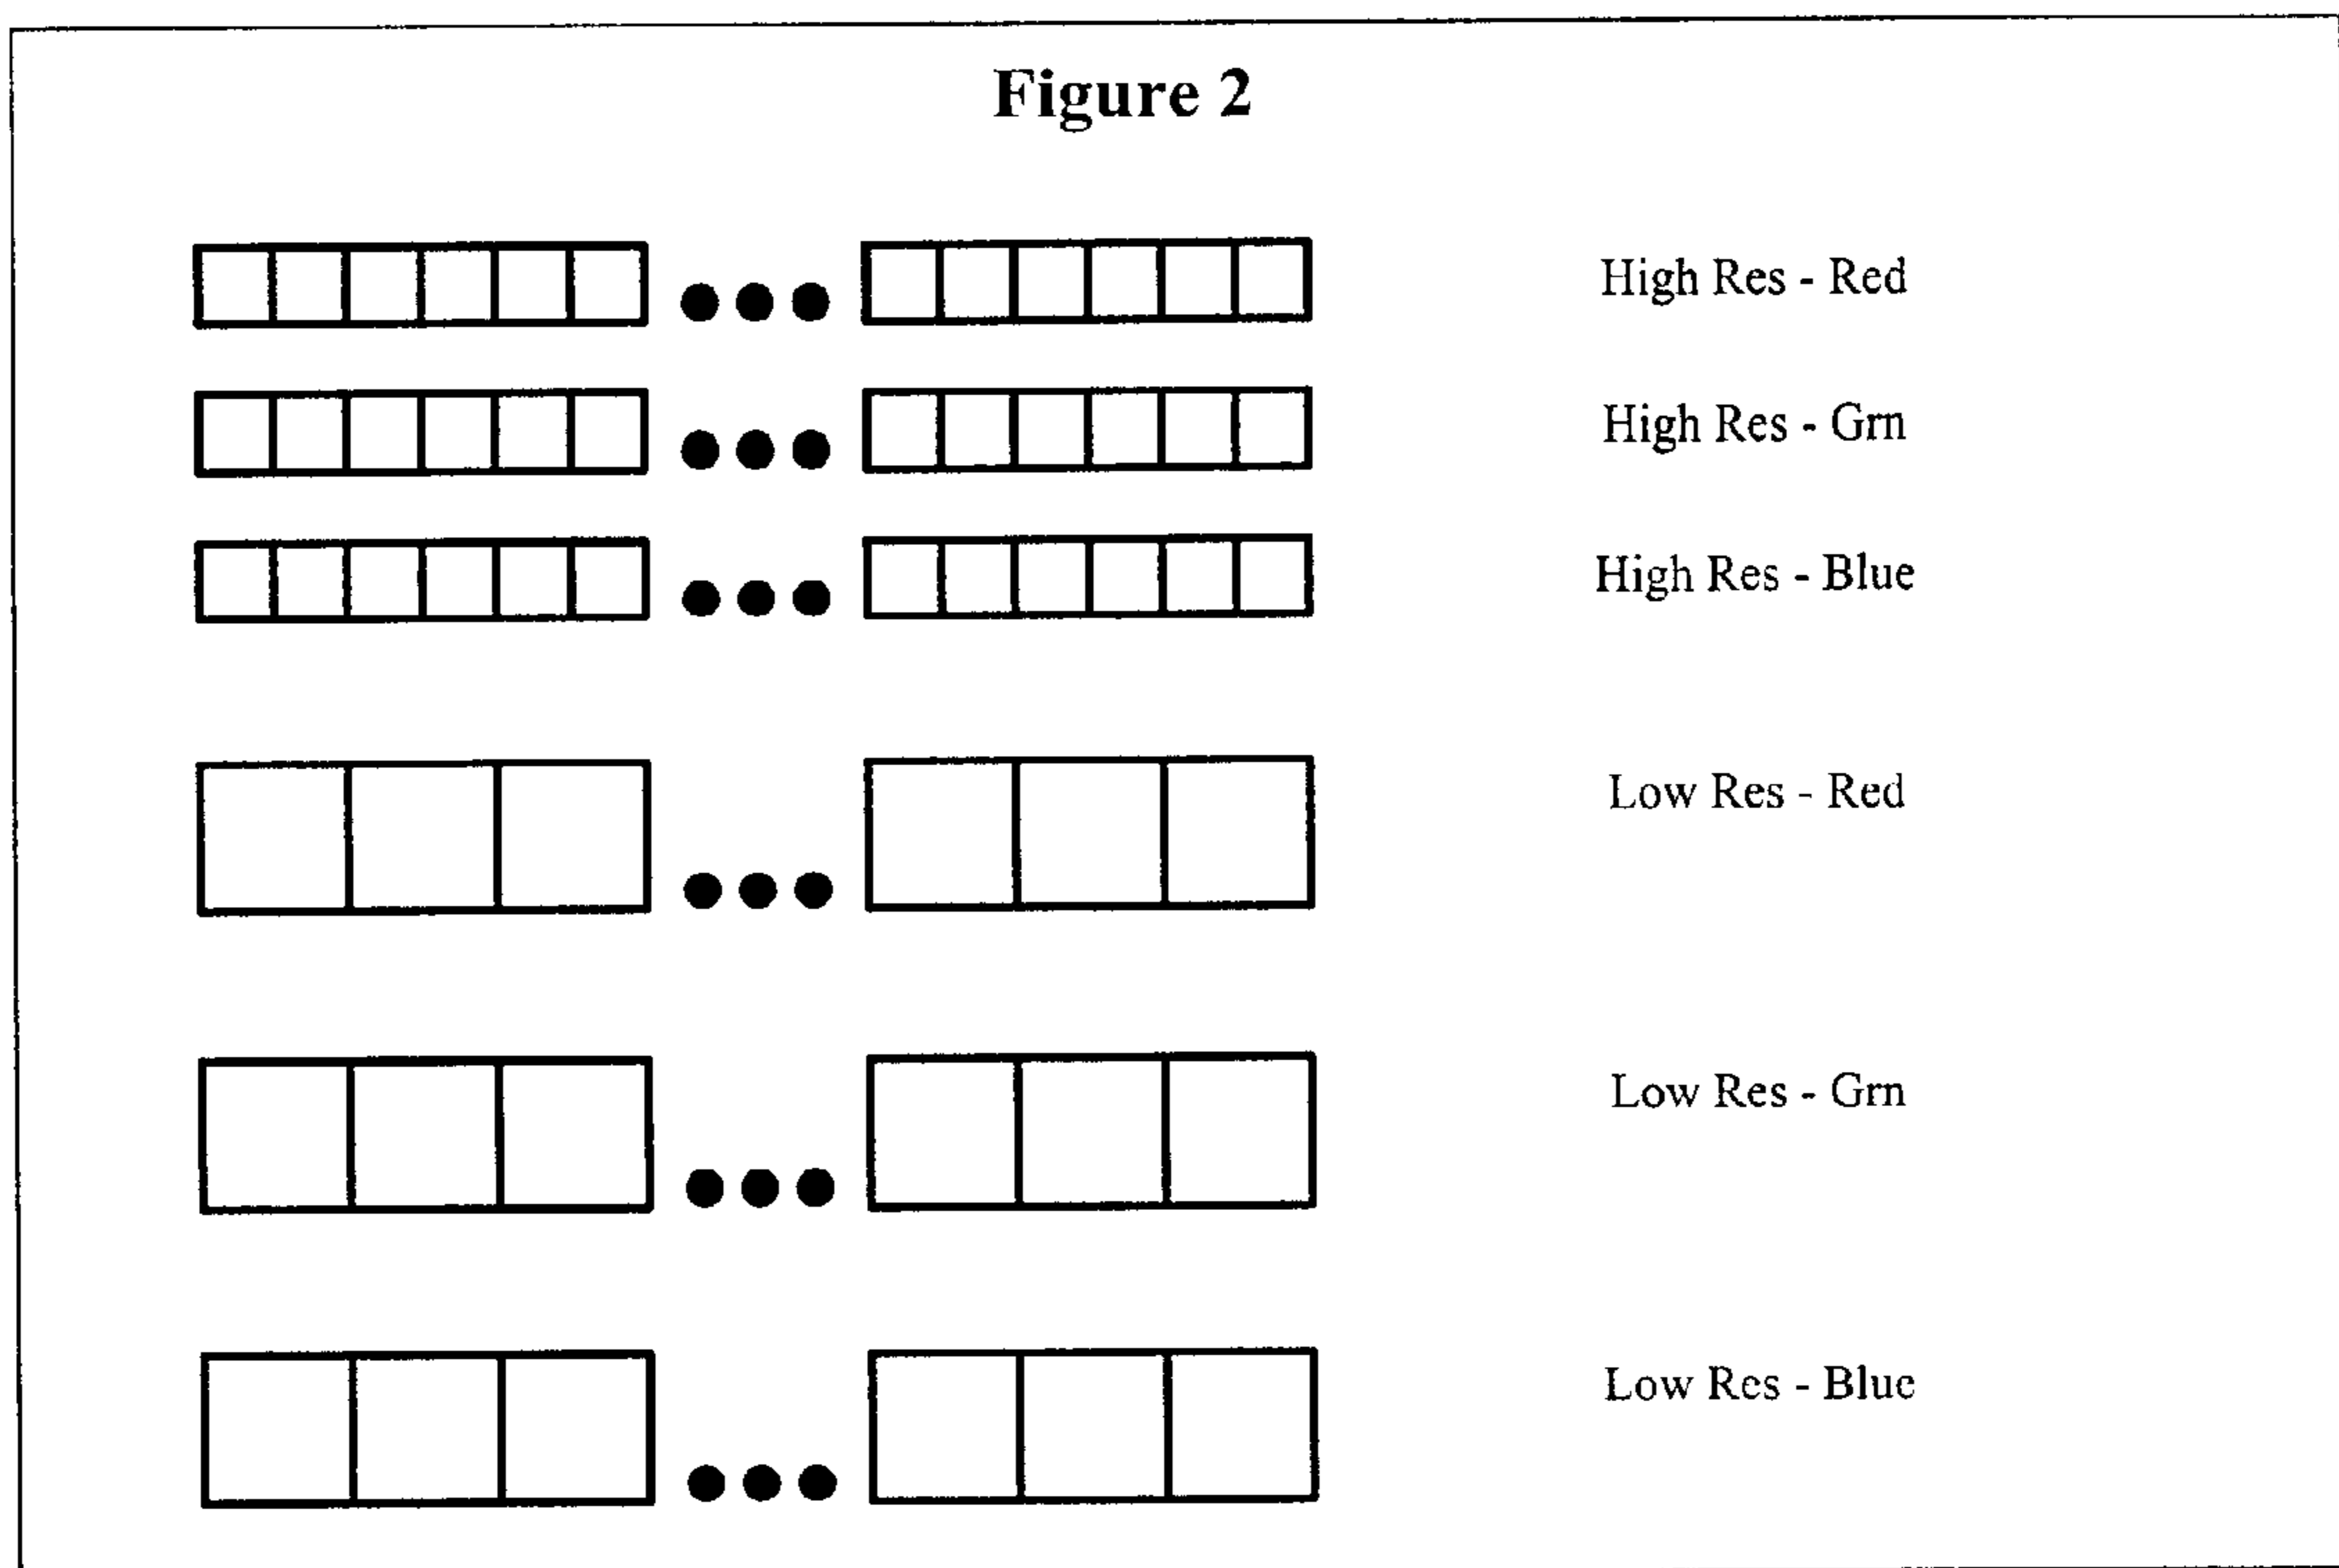 Figure 2
High Res - Red
High Res - Grn
High Res - Blue
Low Res - Red
Low Res - Grn
Low Res - Blue